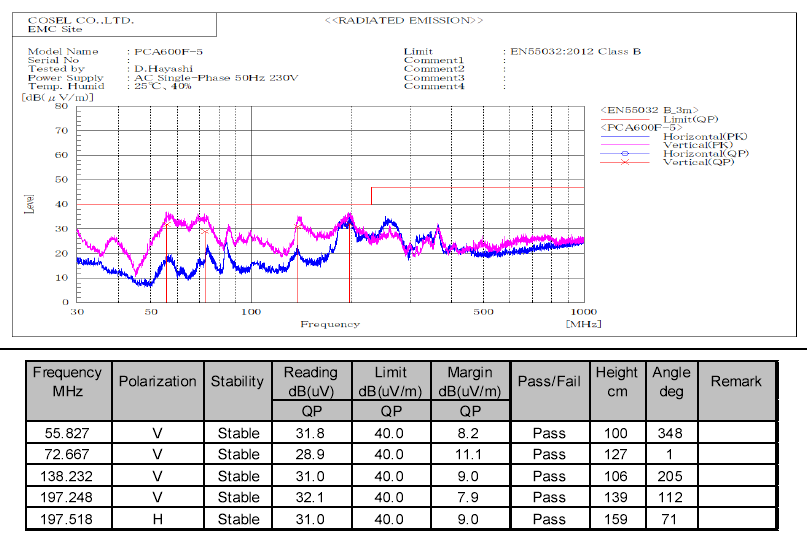 COSEL CO.,LTD.
EMC Site
<<RADIATED EMISSION>>
Model Name : PCA600F-5
Serial No :
Tested by : D.Hayashi
Power Supply : AC Single-Phase 50Hz 230V
Temp. Humid : 25℃、40%
Limit : EN55032:2012 Class B
Comment1 :
Comment2 :
Comment3 :
Comment4 :
[dB(μV/m)]
80
70
60
50
40
30
20
10
0
Level
30 50 100 500 1000
Frequency [MHz]
<EN55032 B_3m>
Limit(QP)
<PCA600F-5>
Horizontal(PK)
Vertical(PK)
Horizontal(QP)
Vertical(QP)
Frequency MHz Polarization Stability Reading dB(uV) Limit dB(uV/m) Margin dB(uV/m) Pass/Fail Height cm Angle deg Remark
QP QP QP
55.827 V Stable 31.8 40.0 8.2 Pass 100 348
72.667 V Stable 28.9 40.0 11.1 Pass 127 1
138.232 V Stable 31.0 40.0 9.0 Pass 106 205
197.248 V Stable 32.1 40.0 7.9 Pass 139 112
197.518 H Stable 31.0 40.0 9.0 Pass 159 71